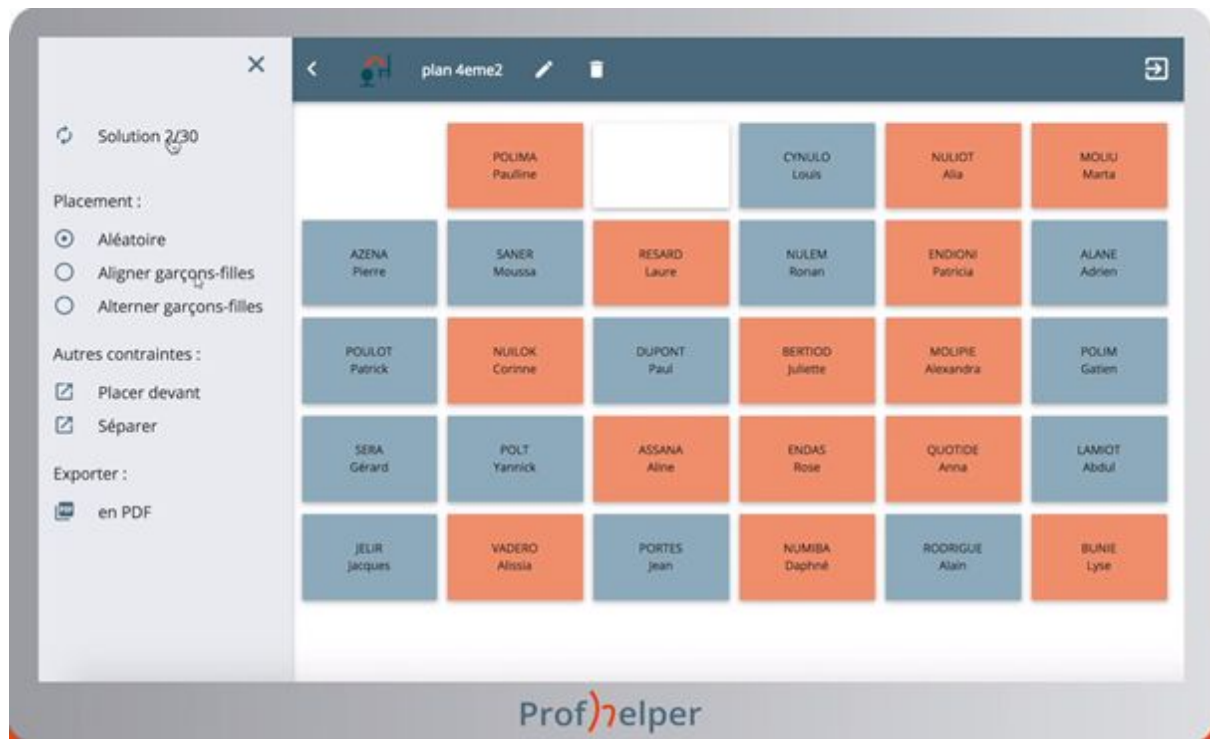 plan 4eme2
Solution 2/30
Placement :
Aléatoire
Aligner garçons-filles
Alterner garçons-filles
Autres contraintes :
Placer devant
Séparer
Exporter :
PDF
en PDF
POLIMA
Paulline
CYNULO
Louis
NULIOT
Alia
MOLIU
Marta
AZENA
Pierre
SANER
Moussa
RESARD
Laure
NULEM
Ronan
ENDIONI
Patricia
ALANE
Adrien
POULOT
Patrick
NUILOK
Corinne
DUPONT
Paul
BERTIOD
Juliette
MOLIPIE
Alexandra
POLIM
Gatien
SERA
Gérard
POLT
Yannick
ASSANA
Aline
ENDAS
Rose
QUOTIDE
Anna
LAMIOT
Abdul
JELIR
Jacques
VADERO
Alissia
PORTES
Jean
NUMIBA
Daphné
RODRIGUE
Alain
BUNIE
Lyse
Profhelper